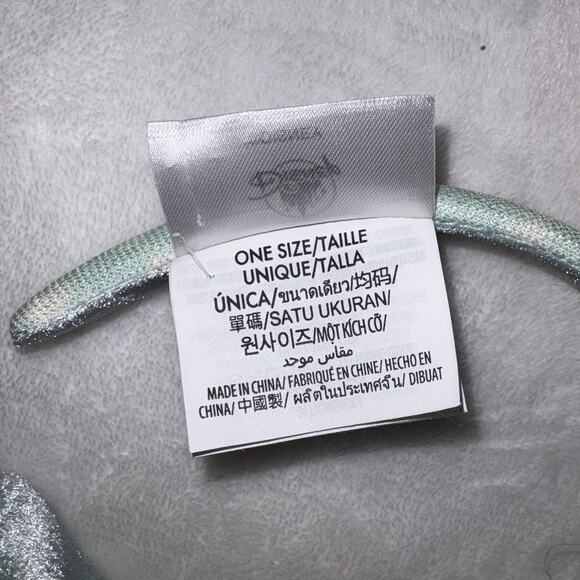 ONE SIZE/TAILLE
UNIQUE/TALLA
ÚNICA/ขนาดเดียว/均码/
單碼/SATU UKURAN/
원사이즈/MỘT KÍCH CỠ/
مقاس موحد
MADE IN CHINA/ FABRIQUÉ EN CHINE/ HECHO EN
CHINA/ 中國製/ ผลิตในประเทศจีน/ DIBUAT